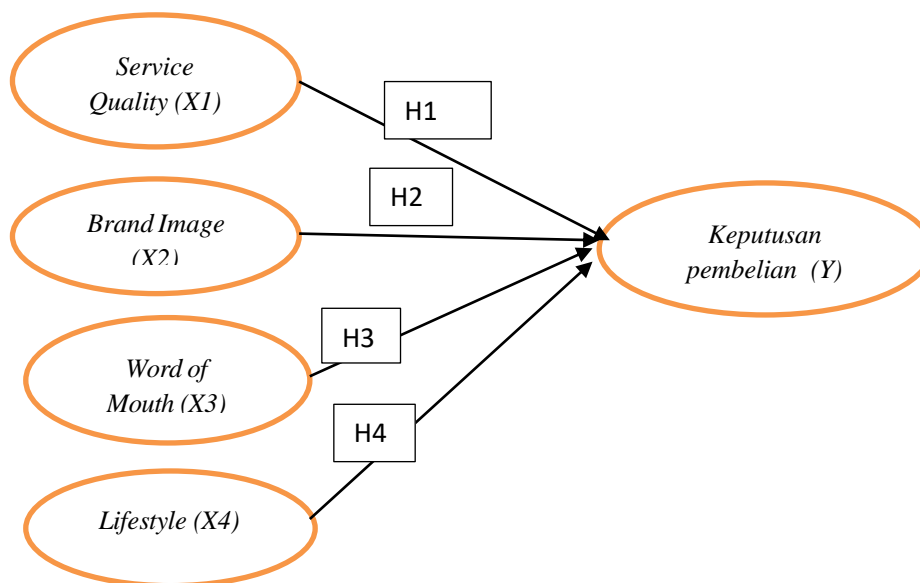 Service
Quality (X1)
H1
Brand Image
(X2)
H2
Keputusan
pembelian (Y)
Word of
Mouth (X3)
H3
Lifestyle (X4)
H4